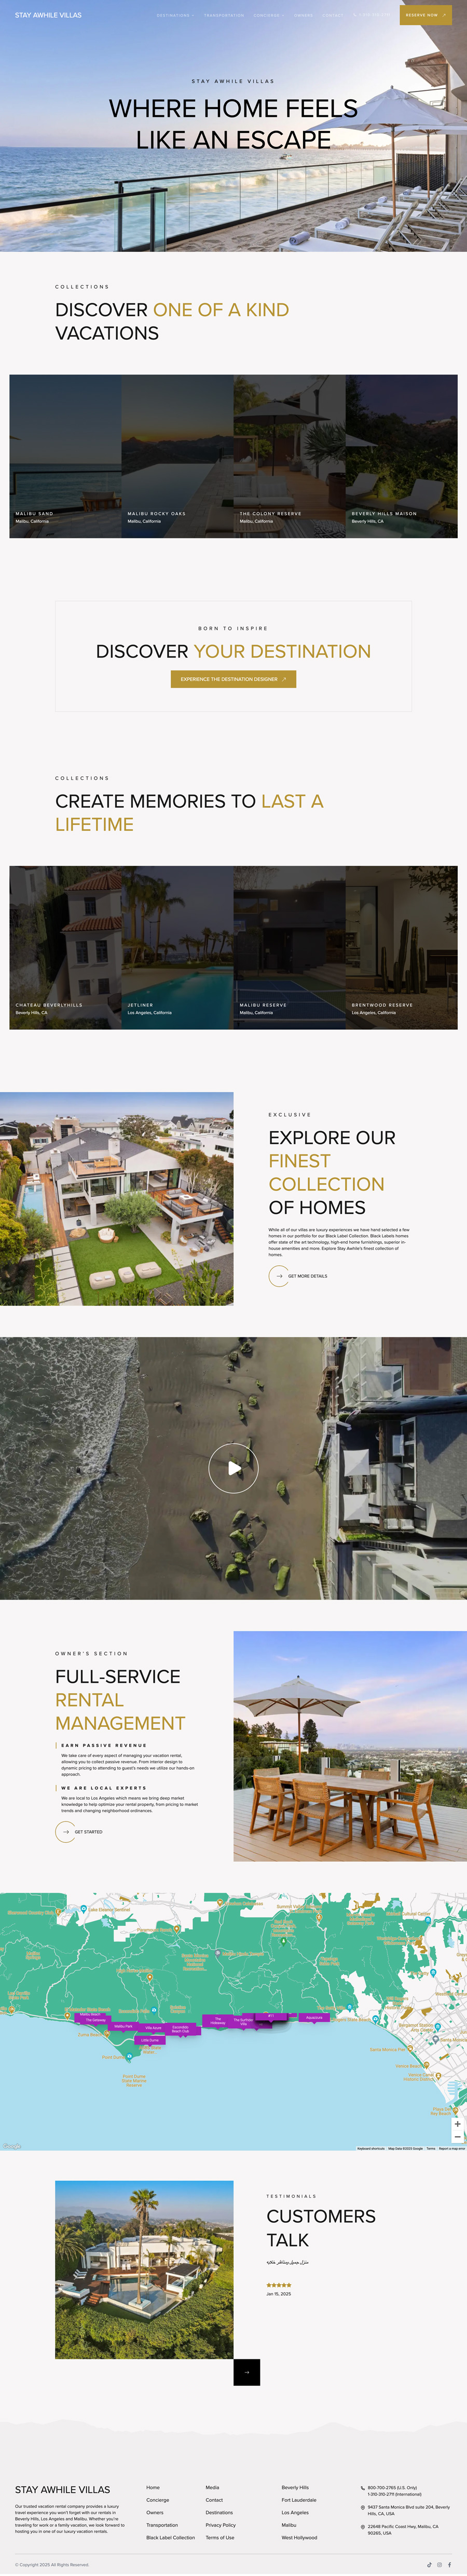 STAY AWHILE VILLAS
DESTINATIONS
TRANSPORTATION
CONCIERGE
OWNERS
CONTACT
RESERVE NOW
STAY AWHILE VILLAS
WHERE HOME FEELS
LIKE AN ESCAPE
COLLECTIONS
DISCOVER ONE OF A KIND
VACATIONS
MALIBU SAND
Malibu, California
MALIBU ROCKY OAKS
Malibu, California
THE COLONY RESERVE
Malibu, California
BEVERLY HILLS MAISON
Beverly Hills, CA
BORN TO INSPIRE
DISCOVER YOUR DESTINATION
EXPERIENCE THE DESTINATION DESIGNER
COLLECTIONS
CREATE MEMORIES TO LAST A
LIFETIME
CHATEAU BEVERLYHILLS
Beverly Hills, CA
JETLINER
Los Angeles, California
MALIBU RESERVE
Malibu, California
BRENTWOOD RESERVE
Los Angeles, California
EXCLUSIVE
EXPLORE OUR
FINEST
COLLECTION
OF HOMES
While all of our villas are luxury experiences we have hand selected a few
homes in our portfolio for our Black Label Collection. Black Labels homes
offer state of the art technology, high-end home furnishings, superior in-
house amenities and more. Explore Stay Awhile's finest collection of
homes.
GET MORE DETAILS
OWNER'S SECTION
FULL-SERVICE
RENTAL
MANAGEMENT
EARN PASSIVE REVENUE
We take care of every aspect of managing your vacation rental,
allowing you to collect passive revenue. From interior design to
dynamic pricing to attending to guest's needs we utilize our hands-on
approach.
WE ARE LOCAL EXPERTS
We are local to Los Angeles which means we bring deep market
knowledge to help optimise your rental property, from pricing to market
trends and changing neighborhood ordinances.
GET STARTED
Malibu Park
Villa Azure
Little Dume
The
Hideaway
Aquazure
Point Dume
State Marine
Reserve
Google
Keyboard shortcuts
Map Data ©2025 Google
Terms
Report a map error
TESTIMONIALS
CUSTOMERS
TALK
Jan 15, 2025
STAY AWHILE VILLAS
Our trusted vacation rental company provides a luxury
travel experience you won't forget with our rentals in
Beverly Hills, Los Angeles and Malibu. Whether you're
traveling for work or a family vacation, we look forward to
hosting you in one of our luxury vacation rentals.
Home
Concierge
Owners
Transportation
Black Label Collection
Media
Contact
Destinations
Privacy Policy
Terms of Use
Beverly Hills
Fort Lauderdale
Los Angeles
Malibu
West Hollywood
800-700-2765 (U.S. Only)
1-310-310-2711 (International)
9437 Santa Monica Blvd suite 204, Beverly
Hills, CA, USA
22648 Pacific Coast Hwy, Malibu, CA
90265, USA
© Copyright 2025 All Rights Reserved.